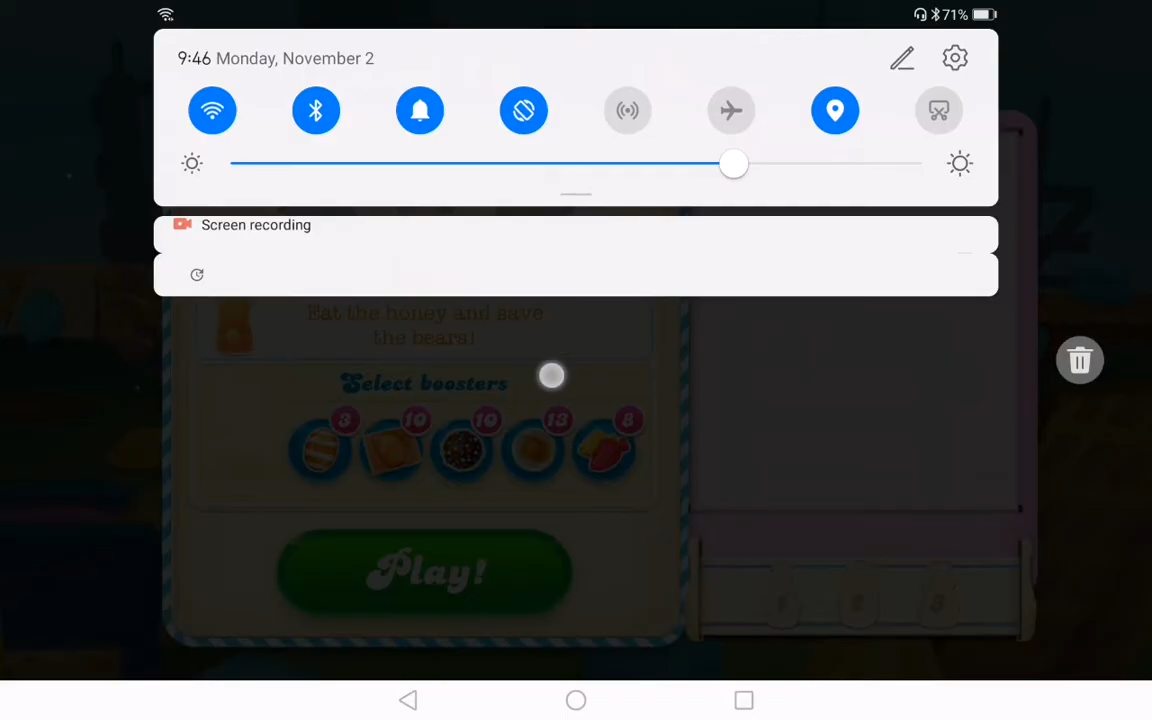 71%
9:46 Monday, November 2
Screen recording
Eat the honey and save
the bears!
Select boosters
3 10 10 13 8
Play!